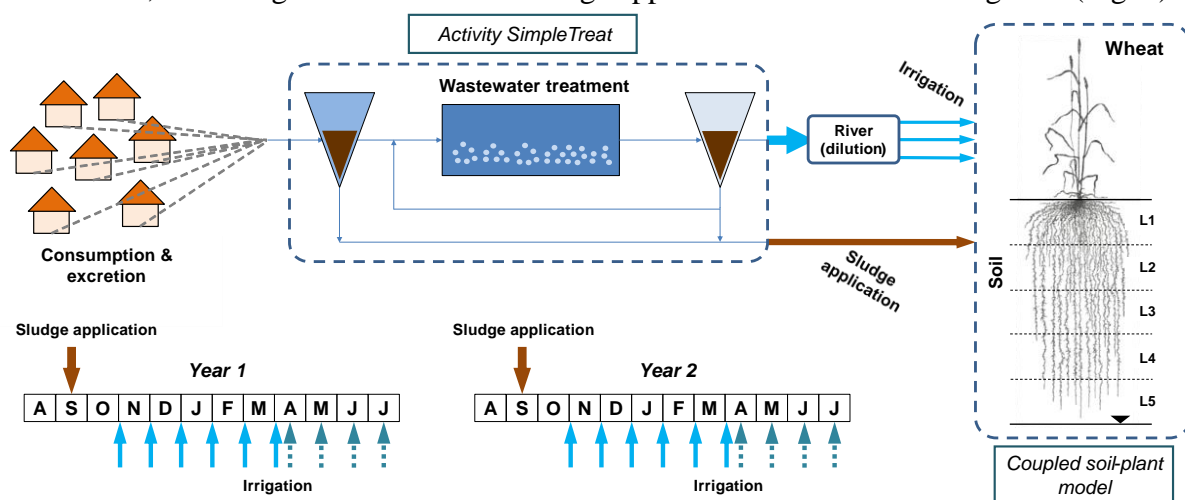 Activity SimpleTreat
Wastewater treatment
Wheat
Irrigation
River
(dilution)
Consumption &
excretion
Sludge
application
Soil
L1
L2
L3
L4
L5
Sludge application
Year 1
A S O N D J F M A M J J
Irrigation
Sludge application
Year 2
A S O N D J F M A M J J
Irrigation
Coupled soil-plant
model